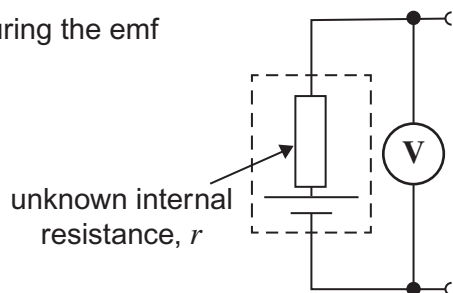 uring the emf
V
unknown internal
resistance, r